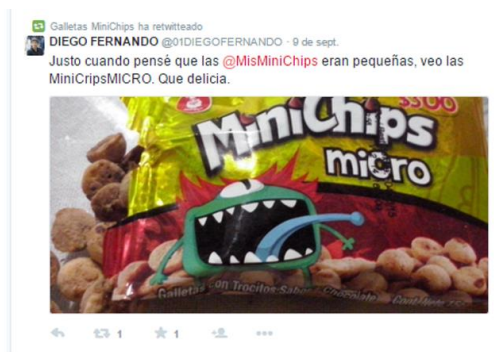 Galletas MiniChips ha retwitteado
DIEGO FERNANDO @01DIEGOFERNANDO · 9 de sept.
Justo cuando pensé que las @MisMiniChips eran pequeñas, veo las
MiniCripsMICRO. Que delicia.
$300
MiniChips
micro
Galletas con Trocitos Sabor Chocolate
1
1